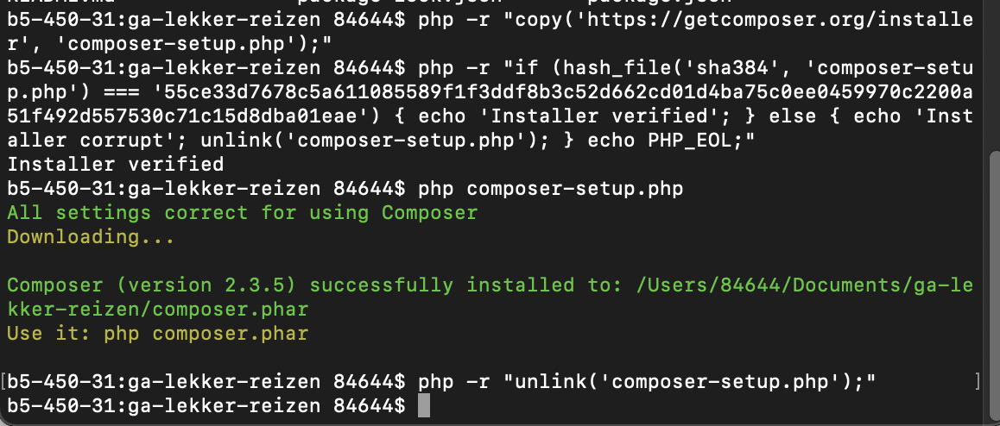 b5-450-31:ga-lekker-reizen 84644$ php -r "copy('https://getcomposer.org/installe
r', 'composer-setup.php');"
b5-450-31:ga-lekker-reizen 84644$ php -r "if (hash_file('sha384', 'composer-setu
p.php') === '55ce33d7678c5a611085589f1f3ddf8b3c52d662cd01d4ba75c0ee0459970c2200a
51f492d557530c71c15d8dba01eae') { echo 'Installer verified'; } else { echo 'Inst
aller corrupt'; unlink('composer-setup.php'); } echo PHP_EOL;"
Installer verified
b5-450-31:ga-lekker-reizen 84644$ php composer-setup.php
All settings correct for using Composer
Downloading...
Composer (version 2.3.5) successfully installed to: /Users/84644/Documents/ga-le
kker-reizen/composer.phar
Use it: php composer.phar
[b5-450-31:ga-lekker-reizen 84644$ php -r "unlink('composer-setup.php');" ]
b5-450-31:ga-lekker-reizen 84644$